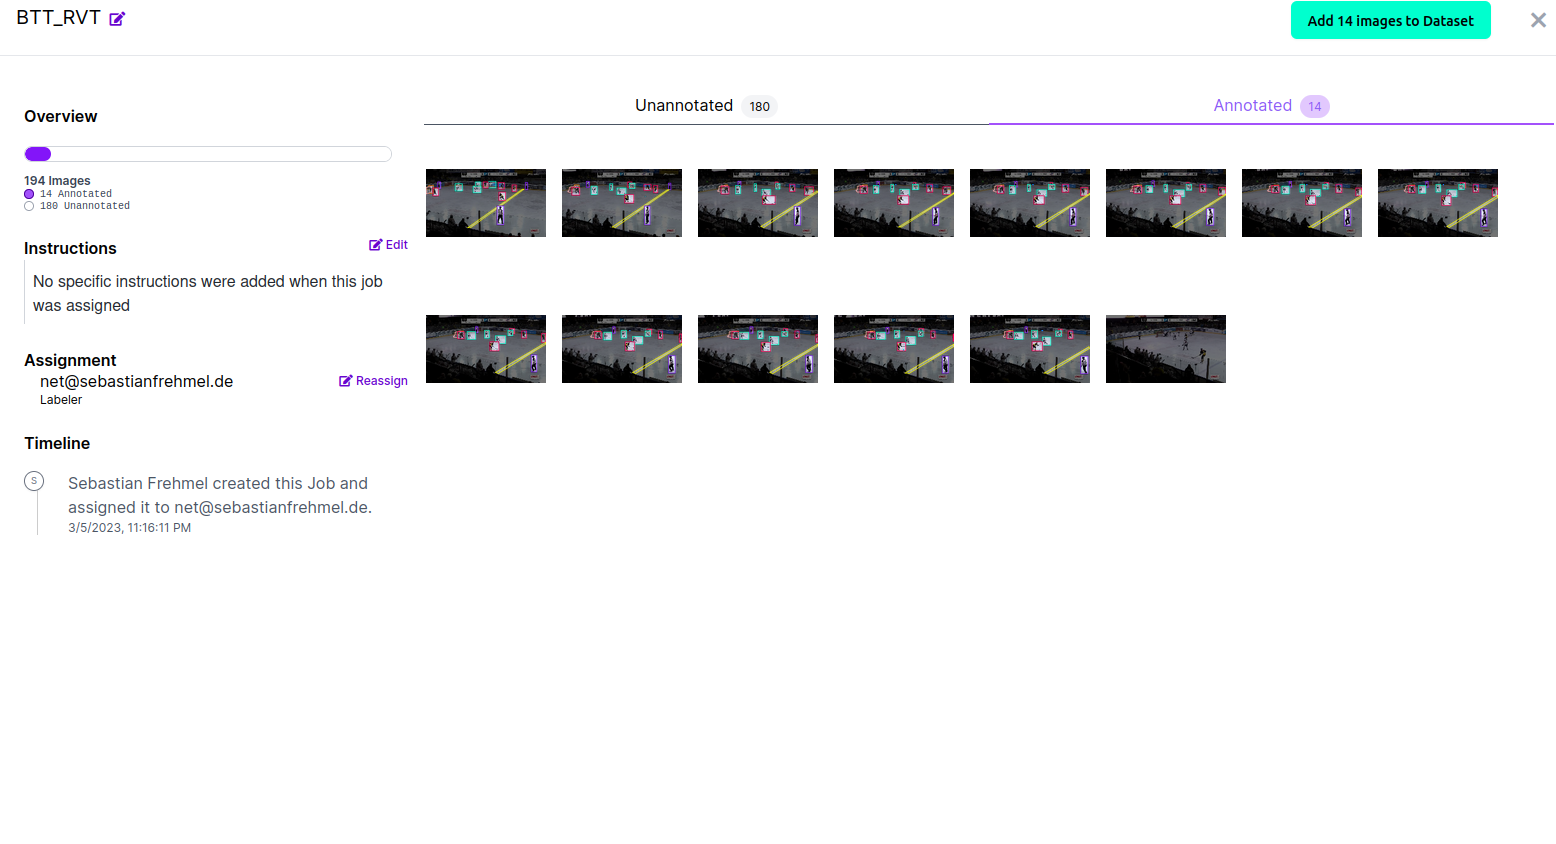 BTT_RVT
Add 14 images to Dataset
Overview
194 Images
14 Annotated
180 Unannotated
Instructions
Edit
No specific instructions were added when this job
was assigned
Assignment
net@sebastianfrehmel.de
Reassign
Labeler
Timeline
S
Sebastian Frehmel created this Job and
assigned it to net@sebastianfrehmel.de.
3/5/2023, 11:16:11 PM
Unannotated 180
Annotated 14